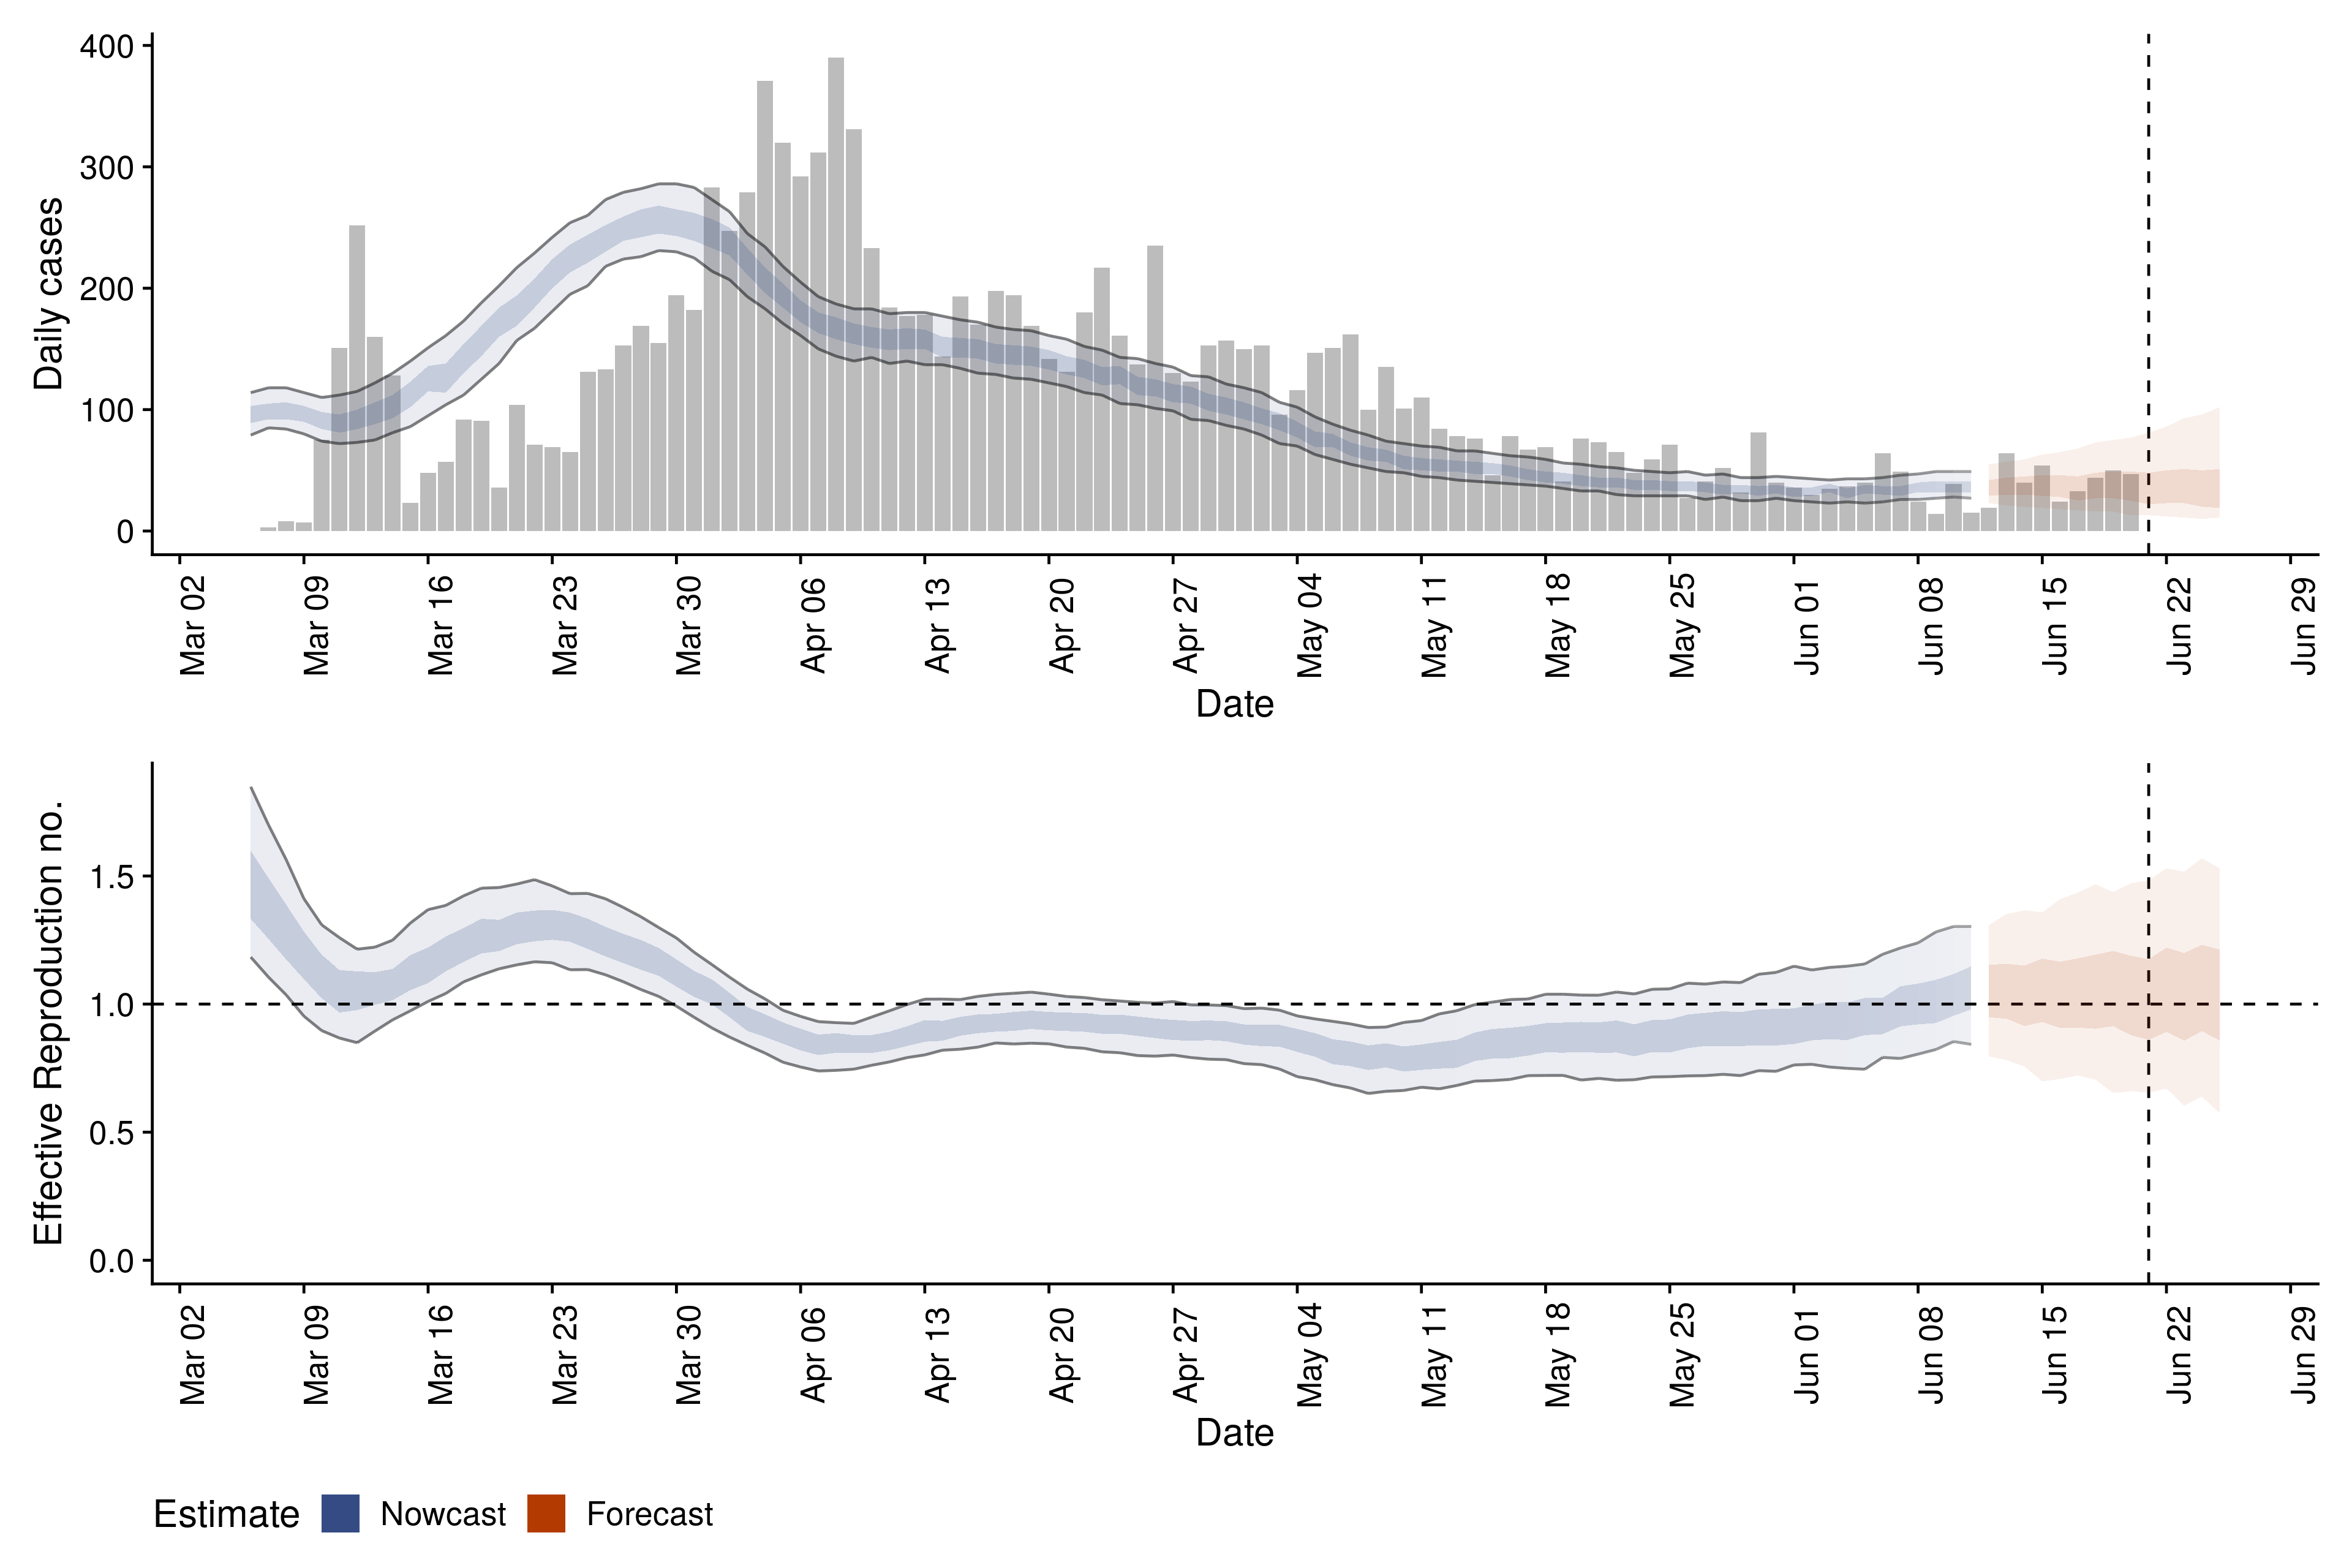 Daily cases
400
300
200
100
0
Mar 02 Mar 09 Mar 16 Mar 23 Mar 30 Apr 06 Apr 13 Apr 20 Apr 27 May 04 May 11 May 18 May 25 Jun 01 Jun 08 Jun 15 Jun 22 Jun 29
Date
Effective Reproduction no.
1.5
1.0
0.5
0.0
Mar 02 Mar 09 Mar 16 Mar 23 Mar 30 Apr 06 Apr 13 Apr 20 Apr 27 May 04 May 11 May 18 May 25 Jun 01 Jun 08 Jun 15 Jun 22 Jun 29
Date
Estimate Nowcast Forecast